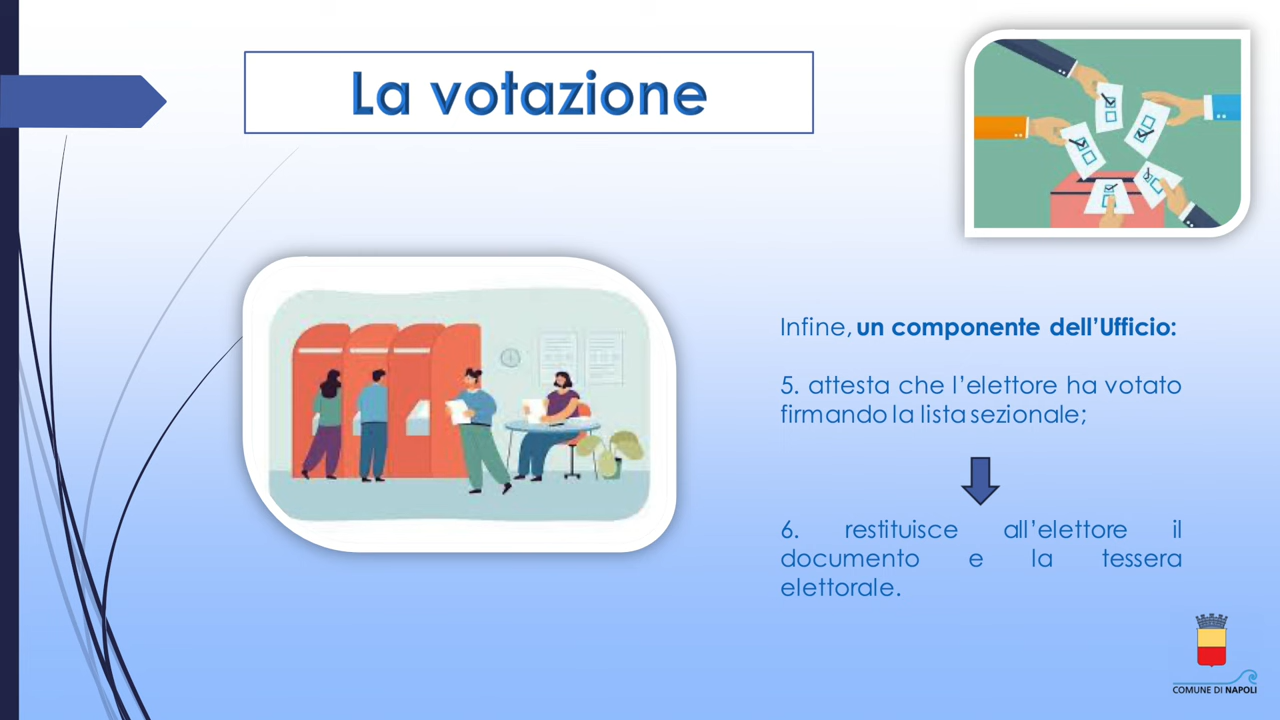 La votazione
Infine, un componente dell’Ufficio:
5. attesta che l’elettore ha votato
firmando la lista sezionale;
6. restituisce all’elettore il
documento e la tessera
elettorale.
COMUNE DI NAPOLI